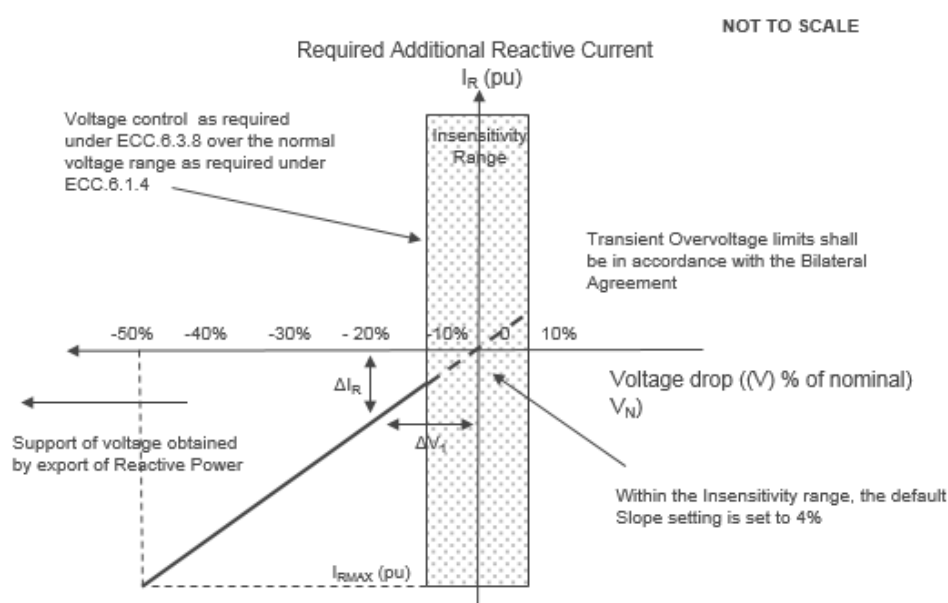 NOT TO SCALE
Required Additional Reactive Current
I_R (pu)
Voltage control as required
under ECC.6.3.8 over the normal
voltage range as required under
ECC.6.1.4
Insensitivity
Range
Transient Overvoltage limits shall
be in accordance with the Bilateral
Agreement
-50% -40% -30% - 20% -10% -0 10%
Voltage drop ((V) % of nominal)
V_N)
ΔI_R
ΔV_1
Support of voltage obtained
by export of Reactive Power
Within the Insensitivity range, the default
Slope setting is set to 4%
I_RMAX (pu)